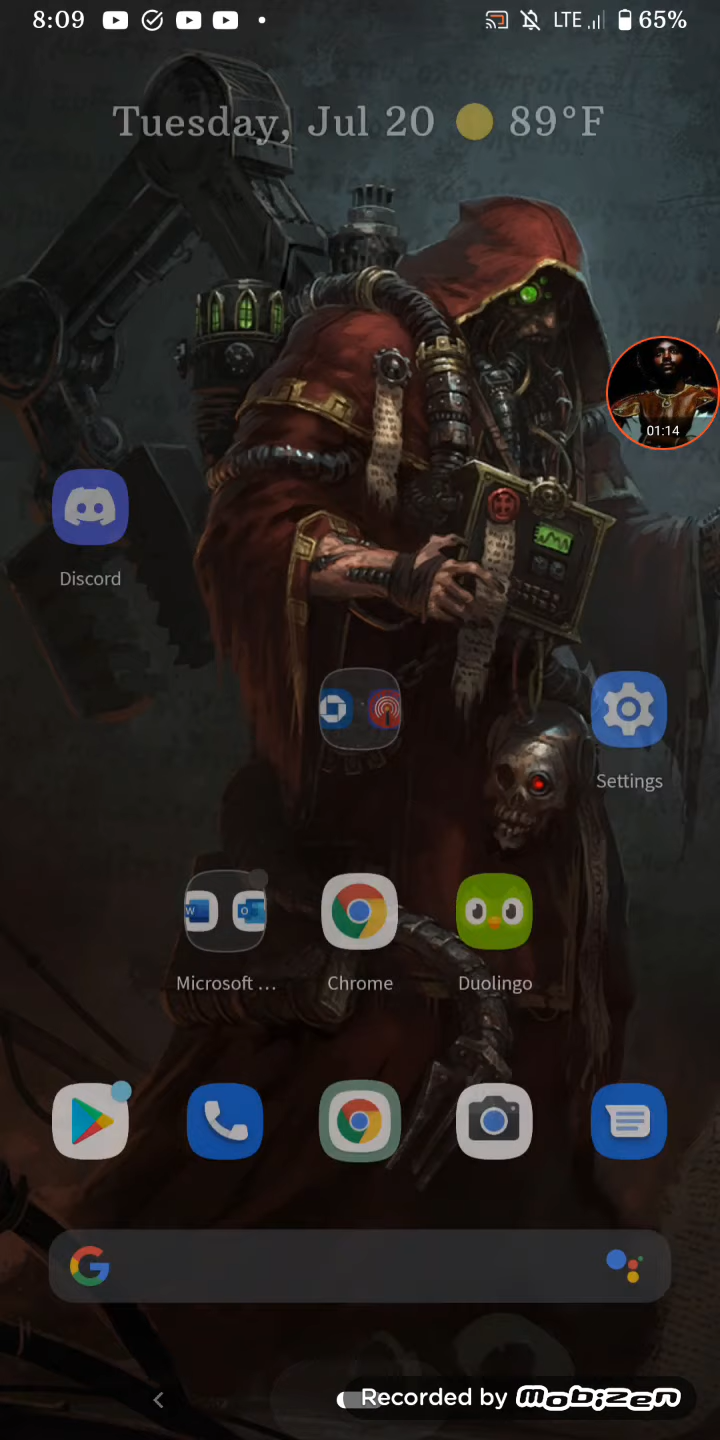 8:09
LTE
65%
Tuesday, Jul 20
89°F
01:14
Discord
Settings
Microsoft ...
Chrome
Duolingo
Recorded by mobizen